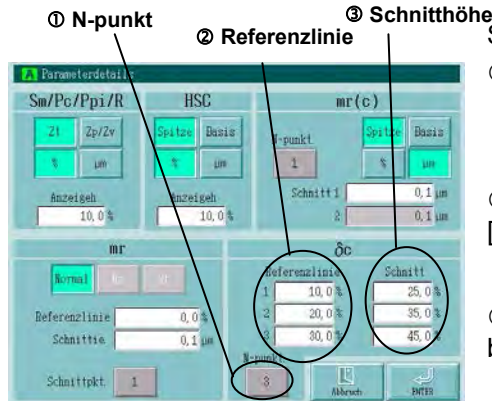 ① N-punkt
② Referenzlinie
③ Schnitthöhe
Parameterdetails
Sm/Pc/Ppi/R
Zt Zp/Zv
% µm
Anzeigeh
10,0 %
HSC
Spitze Basis
% µm
Anzeigeh
10,0 %
mr(c)
N-punkt
1
Spitze Basis
% µm
Schnitt 1 0,1 µm
2 0,1 µm
mr
Normal
Referenzlinie 0,0 %
Schnittie 0,1 µm
Schnittpkt. 1
δc
Referenzlinie Schnitt
1 10,0 % 25,0 %
2 20,0 % 35,0 %
3 30,0 % 45,0 %
N-punkt
3
Abbruch
ENTER